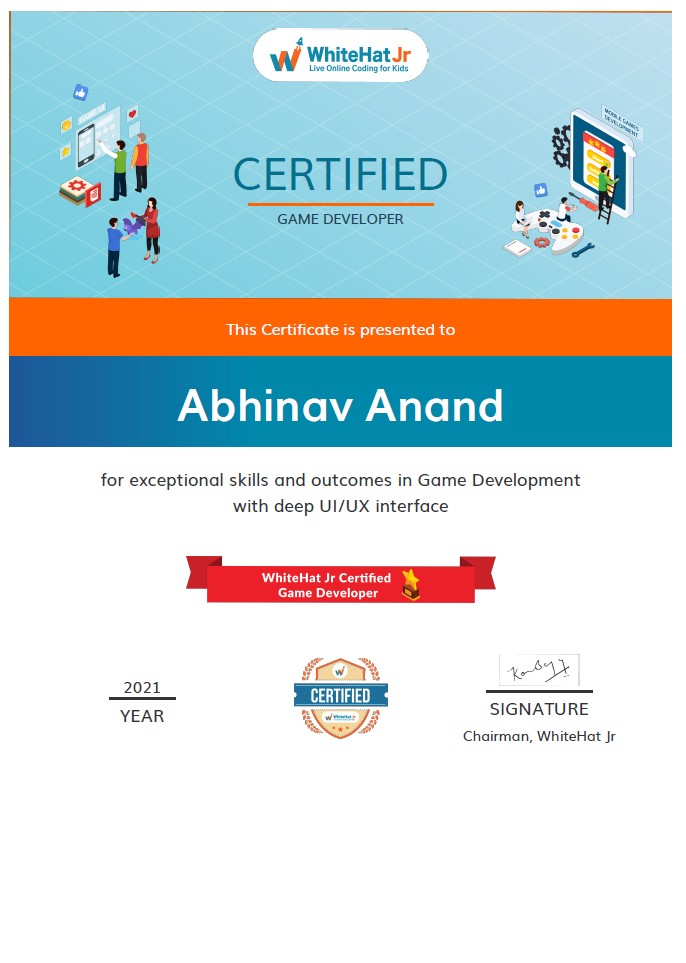 WhiteHat Jr
Live Online Coding for Kids
MOBILE GAMES
DEVELOPMENT
CERTIFIED
GAME DEVELOPER
This Certificate is presented to
Abhinav Anand
for exceptional skills and outcomes in Game Development
with deep UI/UX interface
WhiteHat Jr Certified
Game Developer
2021
YEAR
CERTIFIED
WhiteHat Jr
SIGNATURE
Chairman, WhiteHat Jr